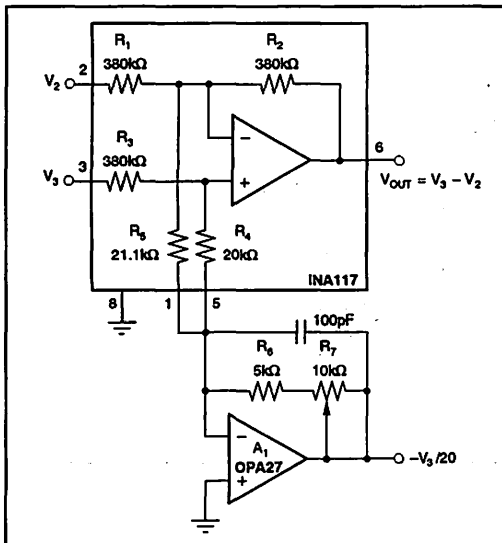 R1
380kΩ
R2
380kΩ
V2
2
R3
380kΩ
V3
3
−
+
6
VOUT = V3 − V2
R5
21.1kΩ
R4
20kΩ
INA117
8
1
5
100pF
R6
5kΩ
R7
10kΩ
−
A1
OPA27
+
−V3/20